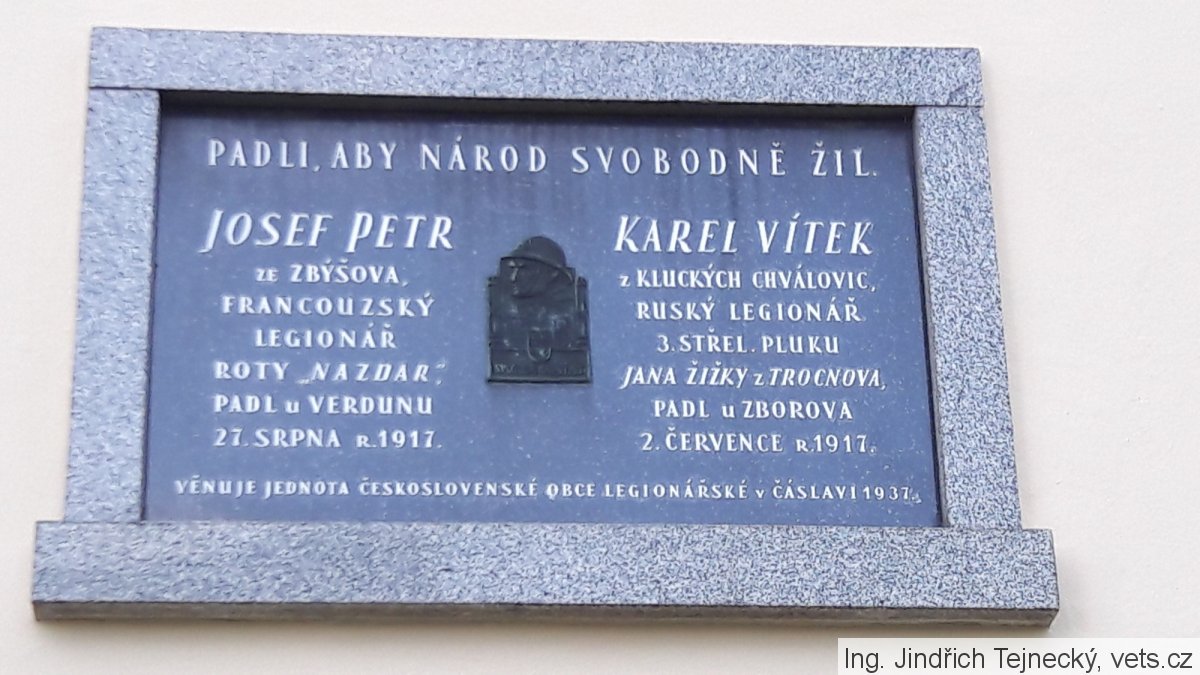 PADLI, ABY NÁROD SVOBODNĚ ŽIL.
JOSEF PETR
ZE ZBÝŠOVA,
FRANCOUZSKÝ
LEGIONÁŘ
ROTY „NAZDAR“,
PADL u VERDUNU
27. SRPNA R. 1917.
KAREL VÍTEK
z KLUCKÝCH CHVÁLOVIC,
RUSKÝ LEGIONÁŘ
3. STŘEL. PLUKU
JANA ŽIŽKY z TROCNOVA,
PADL u ZBOROVA
2. ČERVENCE R. 1917.
VĚNUJE JEDNOTA ČESKOSLOVENSKÉ OBCE LEGIONÁŘSKÉ v ČÁSLAVI 1937.
Ing. Jindřich Tejnecký, vets.cz